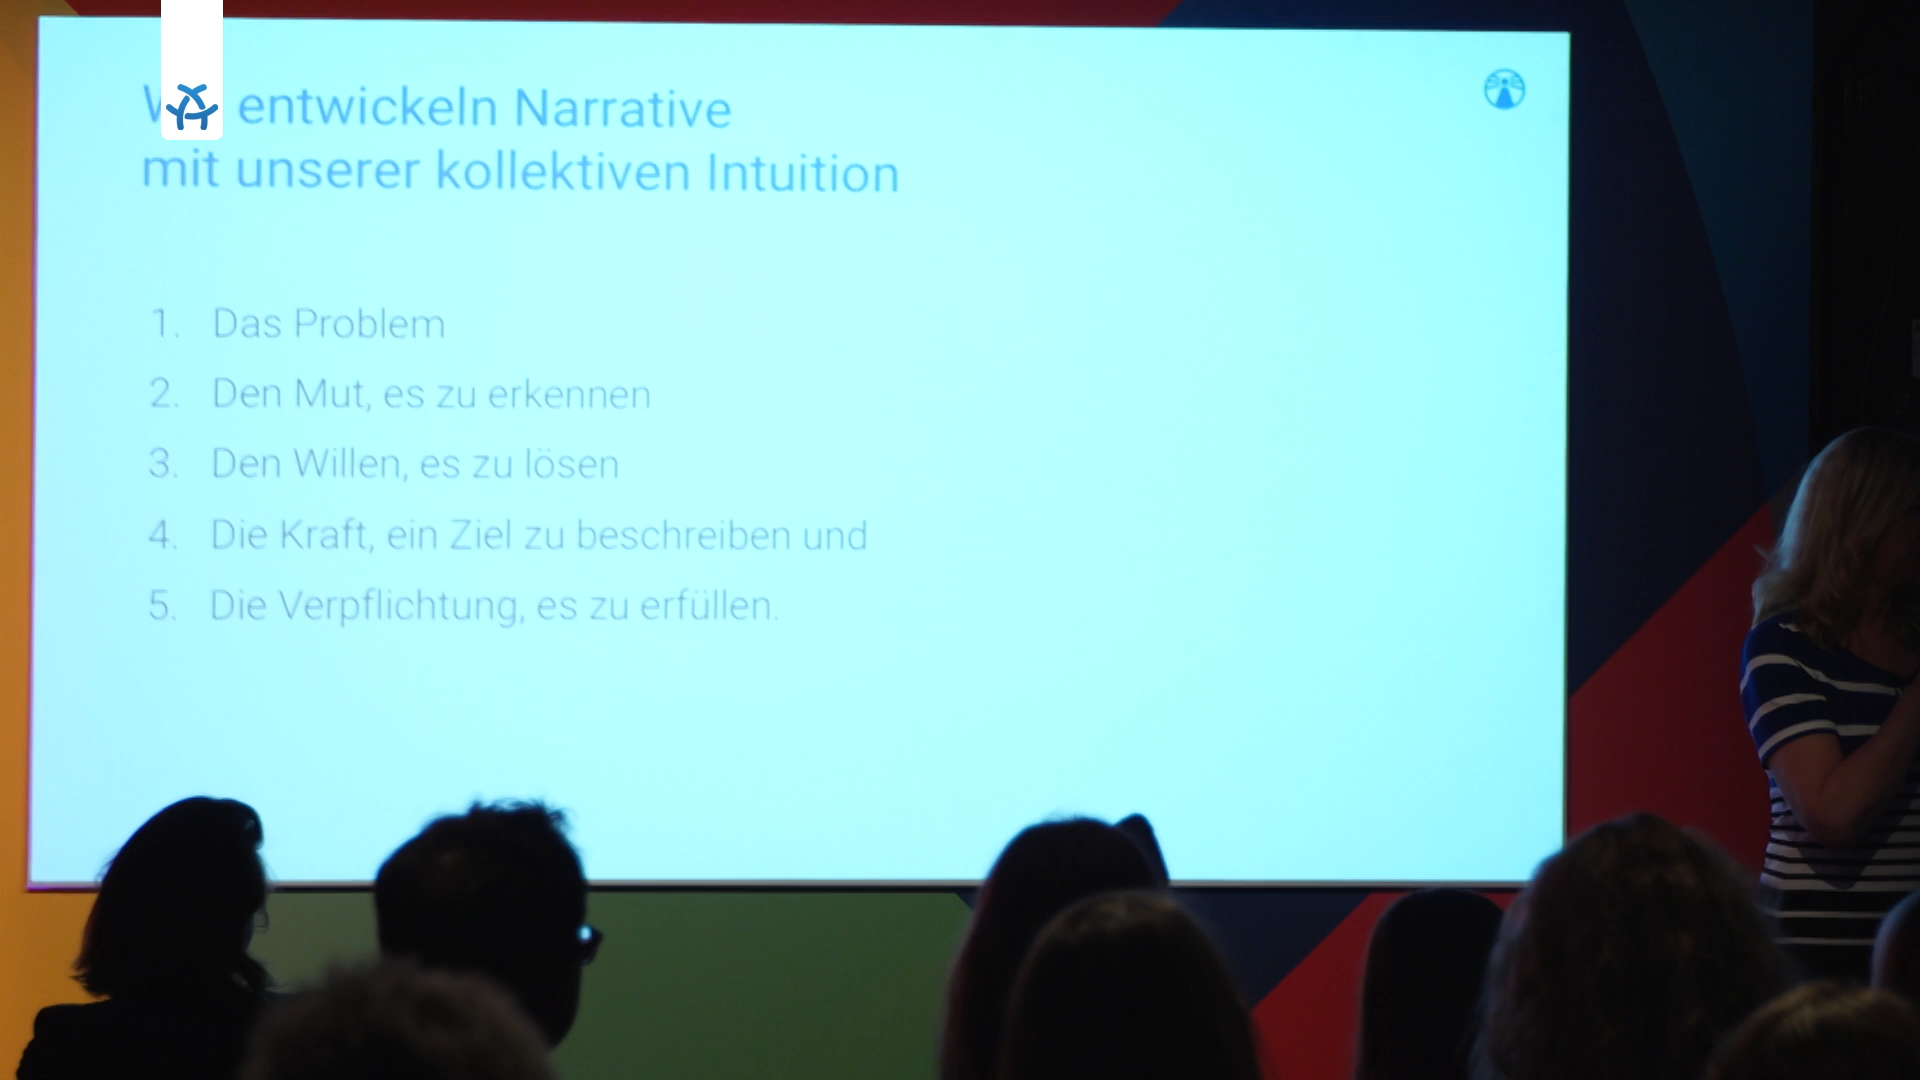 entwickeln Narrative
mit unserer kollektiven Intuition
1. Das Problem
2. Den Mut, es zu erkennen
3. Den Willen, es zu lösen
4. Die Kraft, ein Ziel zu beschreiben und
5. Die Verpflichtung, es zu erfüllen.